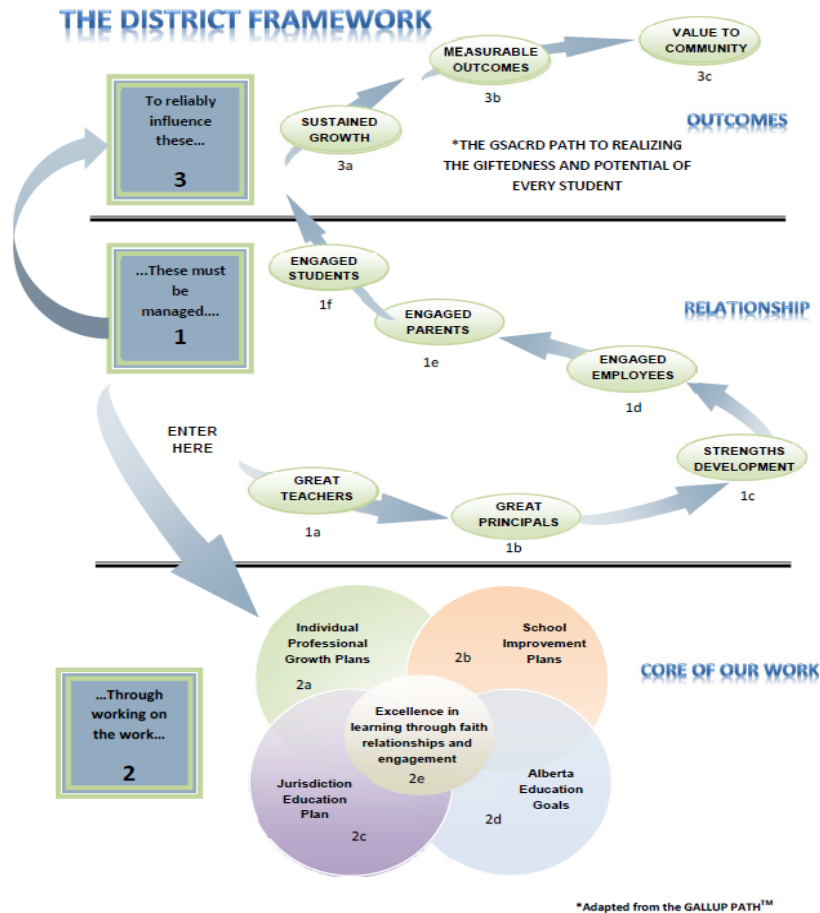 THE DISTRICT FRAMEWORK
To reliably
influence
these...
3
SUSTAINED
GROWTH
3a
MEASURABLE
OUTCOMES
3b
VALUE TO
COMMUNITY
3c
OUTCOMES
*THE GSACRD PATH TO REALIZING
THE GIFTEDNESS AND POTENTIAL OF
EVERY STUDENT
...These must
be
managed....
1
ENGAGED
STUDENTS
1f
ENGAGED
PARENTS
1e
RELATIONSHIP
ENGAGED
EMPLOYEES
1d
ENTER
HERE
STRENGTHS
DEVELOPMENT
1c
GREAT
TEACHERS
1a
GREAT
PRINCIPALS
1b
Individual
Professional
Growth Plans
2a
School
Improvement
Plans
2b
CORE OF OUR WORK
...Through
working on
the work...
2
Excellence in
learning through faith
relationships and
engagement
2e
Jurisdiction
Education
Plan
2c
Alberta
Education
Goals
2d
*Adapted from the GALLUP PATH™